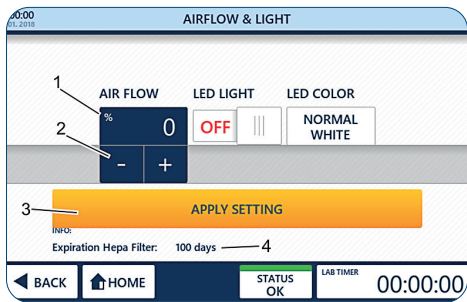 00:00
01. 2018
AIRFLOW & LIGHT
1
AIR FLOW
LED LIGHT
LED COLOR
%
0
OFF
NORMAL
WHITE
2
-
+
3
APPLY SETTING
INFO:
Expiration Hepa Filter: 100 days
4
BACK
HOME
STATUS
OK
LAB TIMER
00:00:00